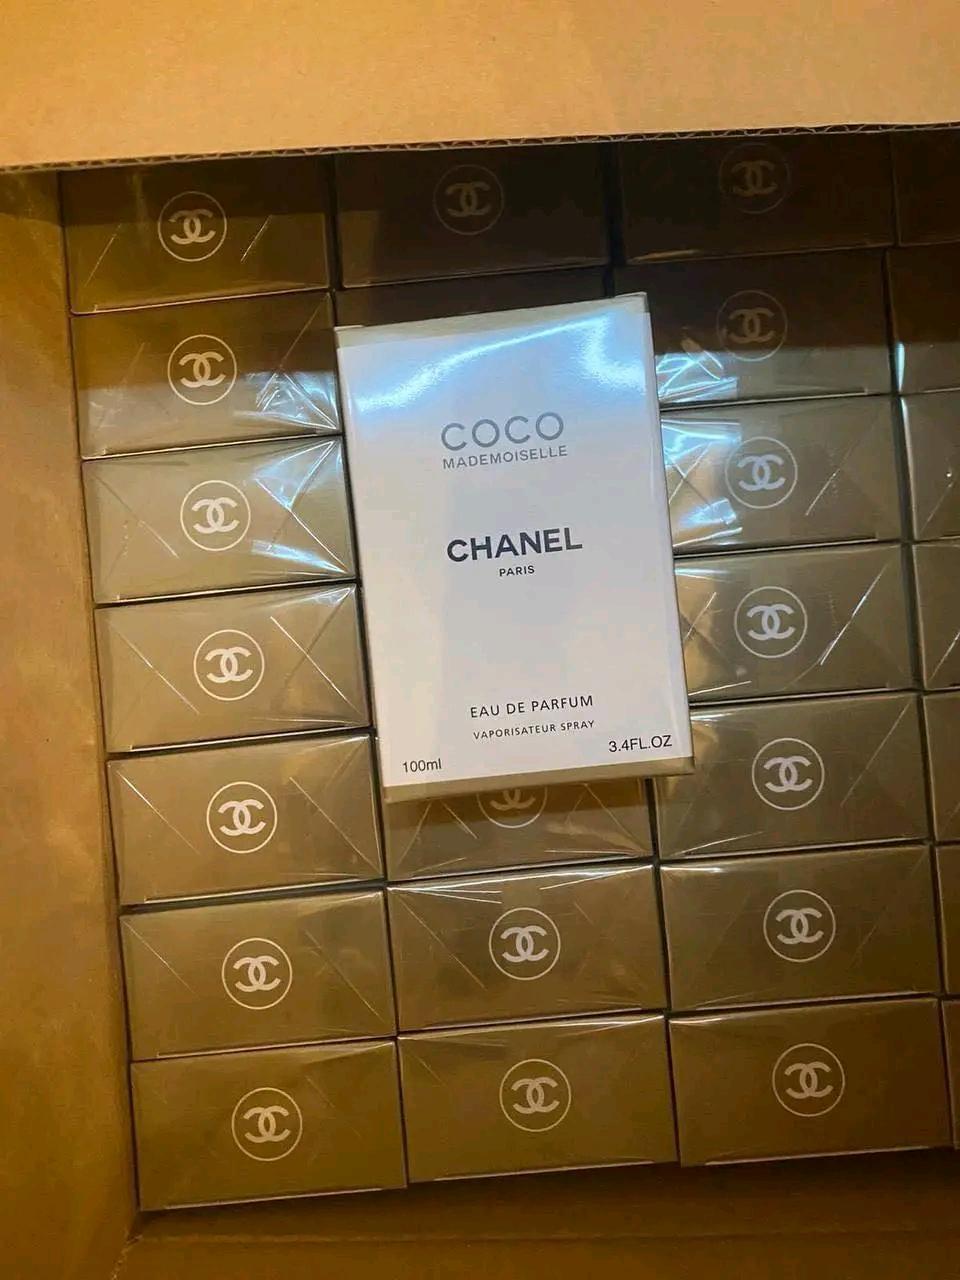 COCO
MADEMOISELLE
CHANEL
PARIS
EAU DE PARFUM
VAPORISATEUR SPRAY
100ml 3.4FL.OZ